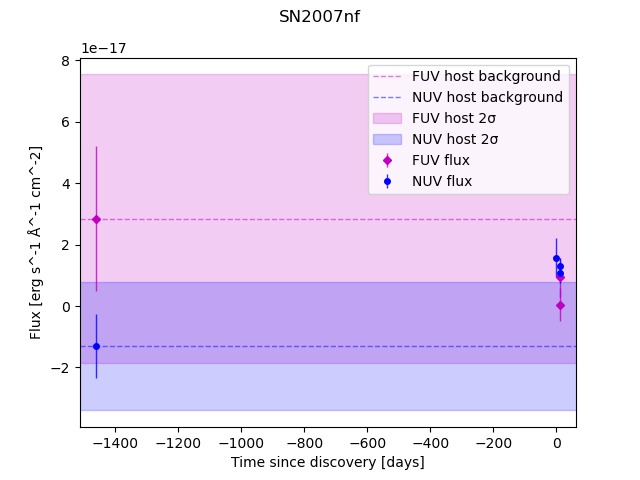 SN2007nf
1e−17
8
6
4
2
0
−2
Flux [erg s^-1 Å^-1 cm^-2]
FUV host background
NUV host background
FUV host 2σ
NUV host 2σ
FUV flux
NUV flux
−1400 −1200 −1000 −800 −600 −400 −200 0
Time since discovery [days]